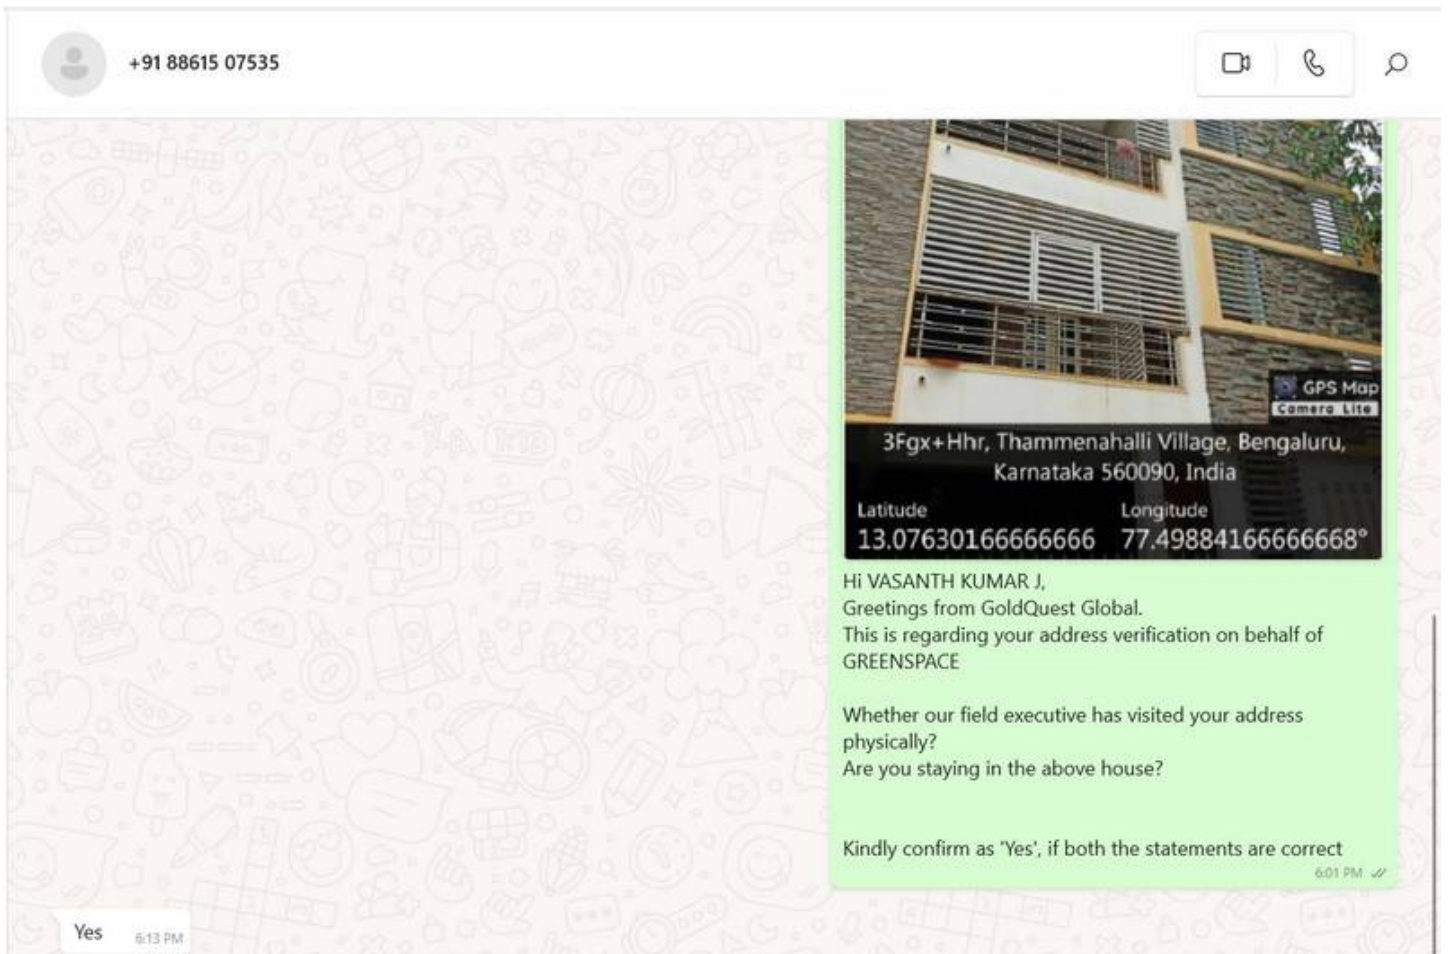 +91 88615 07535
GPS Map
Camera Lite
3Fgx+Hhr, Thammenahalli Village, Bengaluru,
Karnataka 560090, India
Latitude Longitude
13.07630166666666 77.49884166666668°
Hi VASANTH KUMAR J,
Greetings from GoldQuest Global.
This is regarding your address verification on behalf of
GREENSPACE
Whether our field executive has visited your address
physically?
Are you staying in the above house?
Kindly confirm as 'Yes', if both the statements are correct
6:01 PM
Yes 6:13 PM